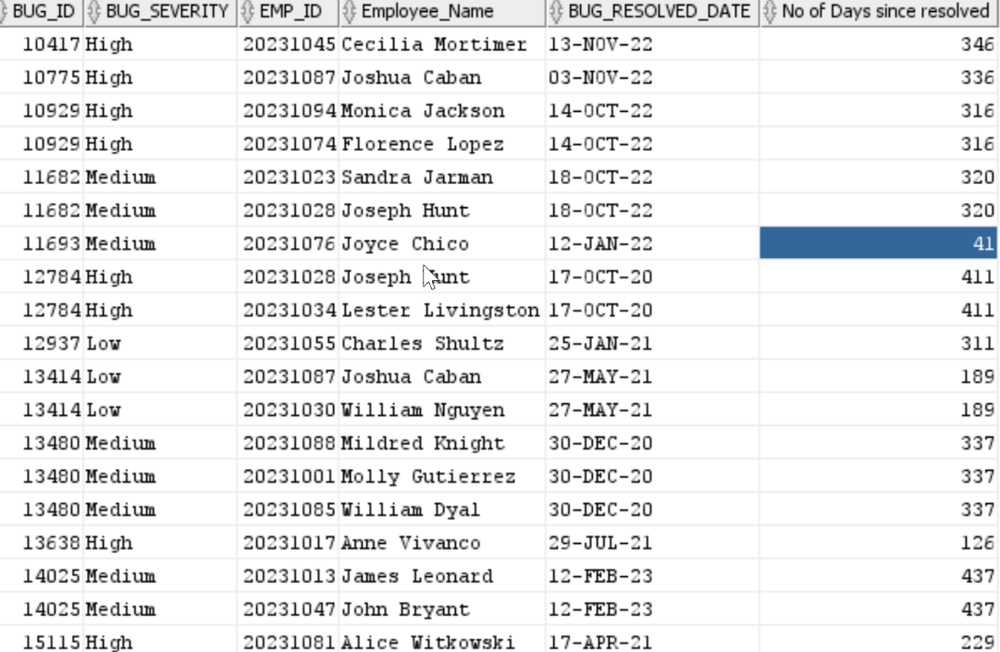 BUG_ID BUG_SEVERITY EMP_ID Employee_Name BUG_RESOLVED_DATE No of Days since resolved
10417 High 20231045 Cecilia Mortimer 13-NOV-22 346
10775 High 20231087 Joshua Caban 03-NOV-22 336
10929 High 20231094 Monica Jackson 14-OCT-22 316
10929 High 20231074 Florence Lopez 14-OCT-22 316
11682 Medium 20231023 Sandra Jarman 18-OCT-22 320
11682 Medium 20231028 Joseph Hunt 18-OCT-22 320
11693 Medium 20231076 Joyce Chico 12-JAN-22 41
12784 High 20231028 Joseph Hunt 17-OCT-20 411
12784 High 20231034 Lester Livingston 17-OCT-20 411
12937 Low 20231055 Charles Shultz 25-JAN-21 311
13414 Low 20231087 Joshua Caban 27-MAY-21 189
13414 Low 20231030 William Nguyen 27-MAY-21 189
13480 Medium 20231088 Mildred Knight 30-DEC-20 337
13480 Medium 20231001 Molly Gutierrez 30-DEC-20 337
13480 Medium 20231085 William Dyal 30-DEC-20 337
13638 High 20231017 Anne Vivanco 29-JUL-21 126
14025 Medium 20231013 James Leonard 12-FEB-23 437
14025 Medium 20231047 John Bryant 12-FEB-23 437
15115 High 20231081 Alice Witkowski 17-APR-21 229